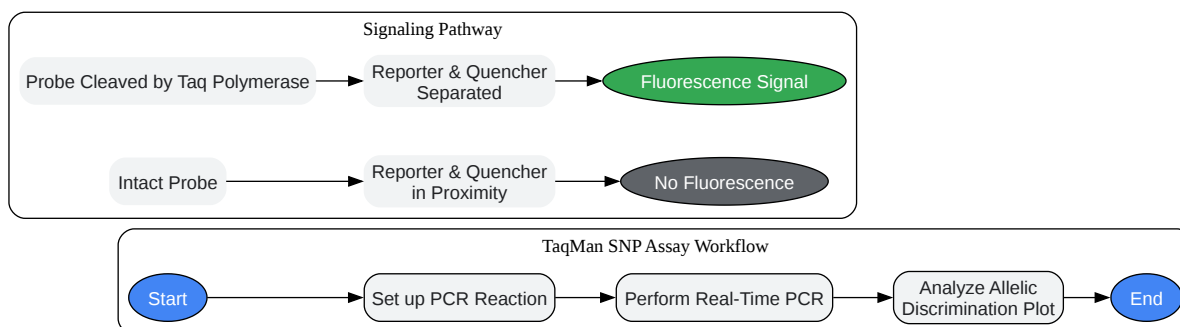 Signaling Pathway
Probe Cleaved by Taq Polymerase
Reporter & Quencher
Separated
Fluorescence Signal
Intact Probe
Reporter & Quencher
in Proximity
No Fluorescence
TaqMan SNP Assay Workflow
Start
Set up PCR Reaction
Perform Real-Time PCR
Analyze Allelic
Discrimination Plot
End